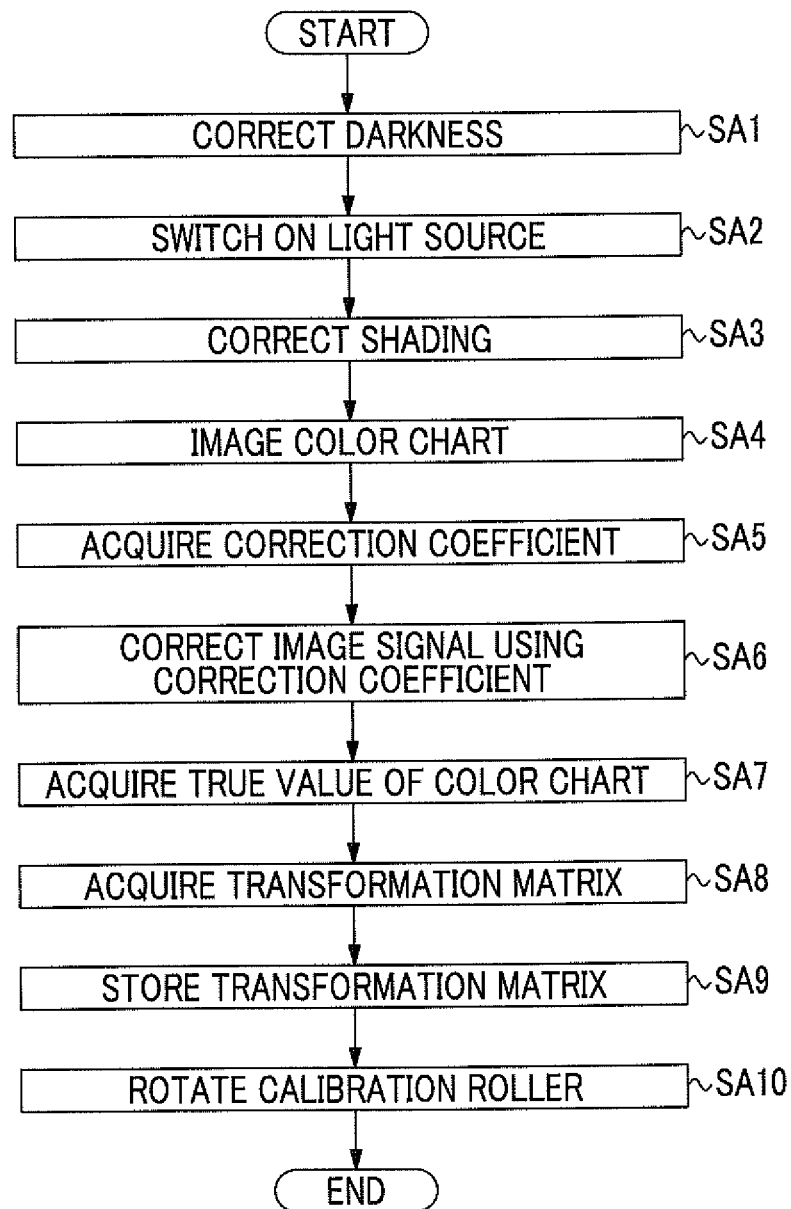 START
CORRECT DARKNESS
SA1
SWITCH ON LIGHT SOURCE
SA2
CORRECT SHADING
SA3
IMAGE COLOR CHART
SA4
ACQUIRE CORRECTION COEFFICIENT
SA5
CORRECT IMAGE SIGNAL USING
CORRECTION COEFFICIENT
SA6
ACQUIRE TRUE VALUE OF COLOR CHART
SA7
ACQUIRE TRANSFORMATION MATRIX
SA8
STORE TRANSFORMATION MATRIX
SA9
ROTATE CALIBRATION ROLLER
SA10
END